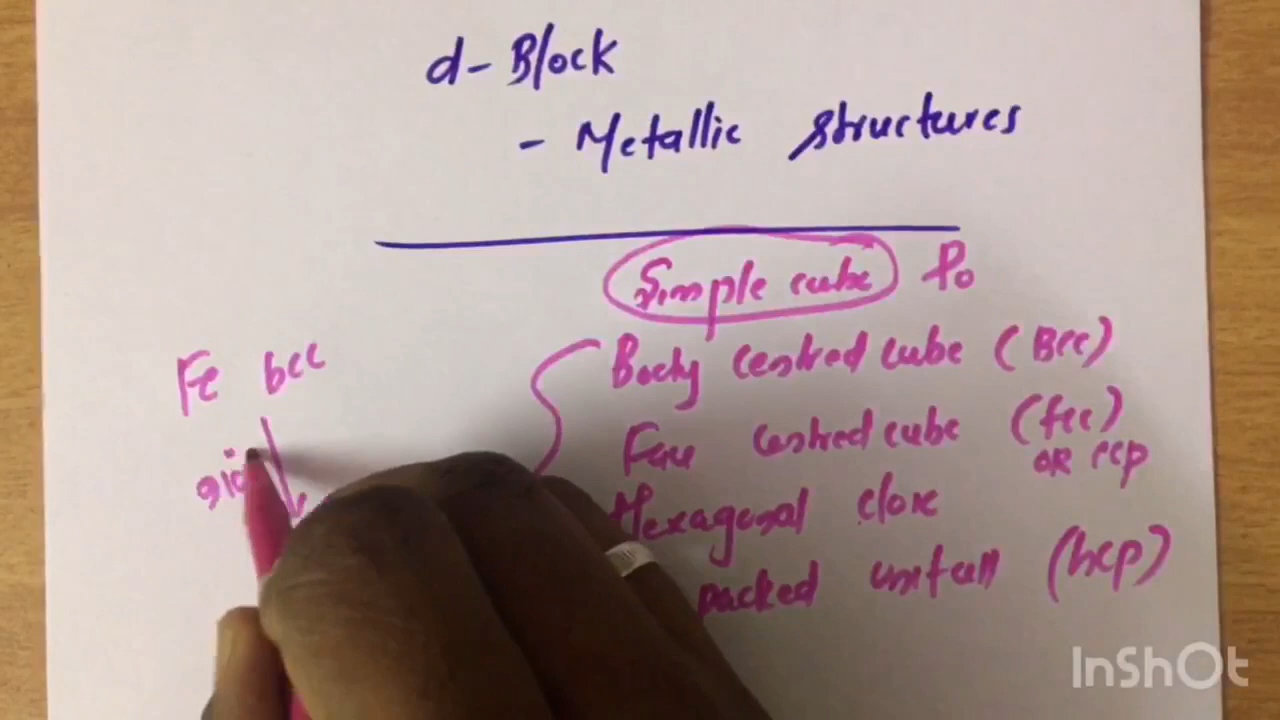 d-Block
- Metallic structures
Simple cube Po
Body centred cube (Bcc)
Face centred cube (fcc)
OR ccp
Hexagonal close
packed unitcell (hcp)
Fe bcc
910
InShOt